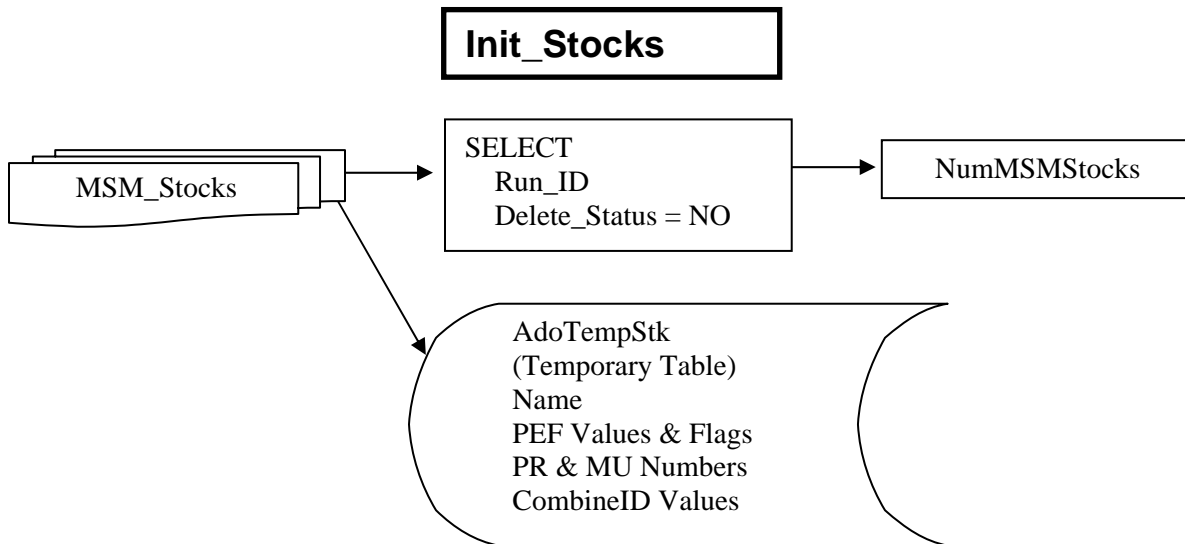 Init_Stocks
MSM_Stocks
SELECT
Run_ID
Delete_Status = NO
NumMSMStocks
AdoTempStk
(Temporary Table)
Name
PEF Values & Flags
PR & MU Numbers
CombineID Values